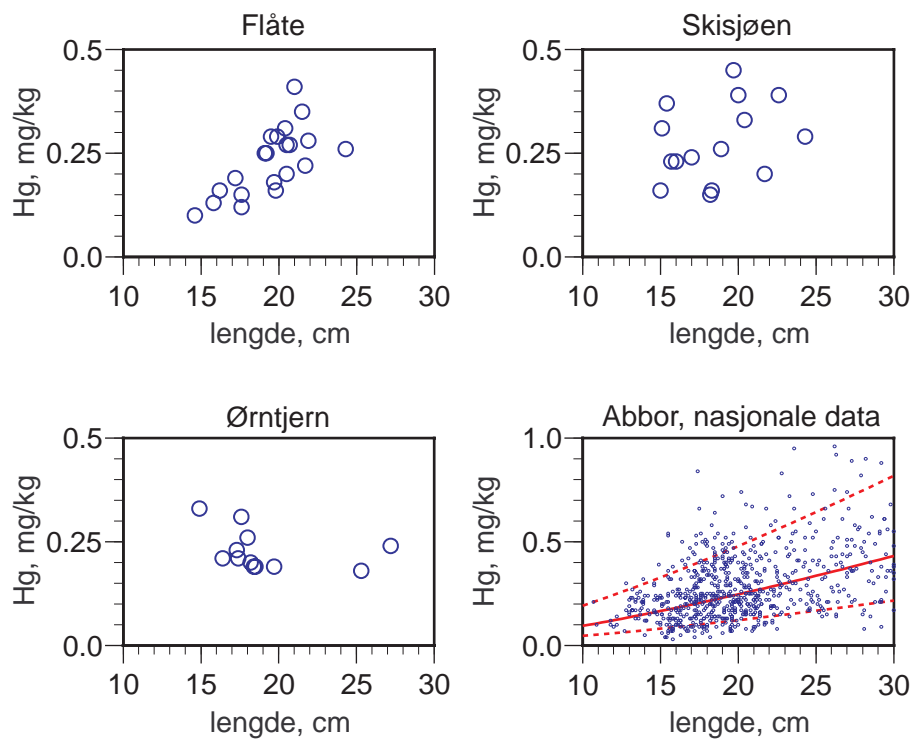 Flåte
0.5
0.25
0.0
Hg, mg/kg
10 15 20 25 30
lengde, cm
Skisjøen
0.5
0.25
0.0
Hg, mg/kg
10 15 20 25 30
lengde, cm
Ørntjern
0.5
0.25
0.0
Hg, mg/kg
10 15 20 25 30
lengde, cm
Abbor, nasjonale data
1.0
0.5
0.0
Hg, mg/kg
10 15 20 25 30
lengde, cm